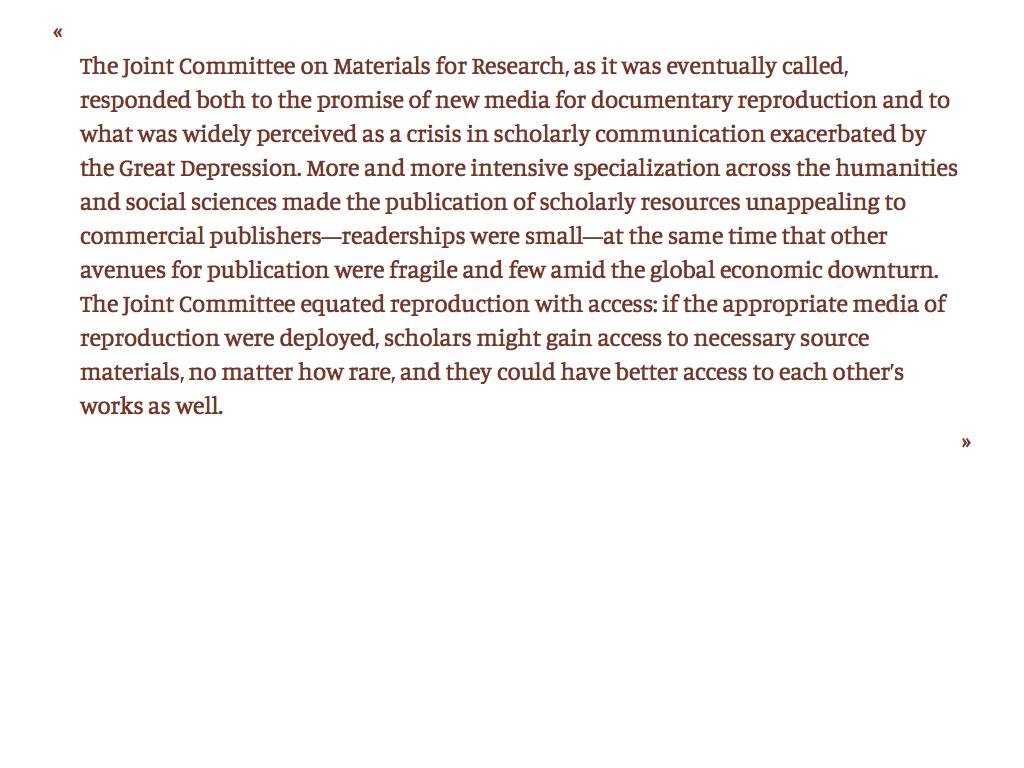 «
The Joint Committee on Materials for Research, as it was eventually called,
responded both to the promise of new media for documentary reproduction and to
what was widely perceived as a crisis in scholarly communication exacerbated by
the Great Depression. More and more intensive specialization across the humanities
and social sciences made the publication of scholarly resources unappealing to
commercial publishers—readerships were small—at the same time that other
avenues for publication were fragile and few amid the global economic downturn.
The Joint Committee equated reproduction with access: if the appropriate media of
reproduction were deployed, scholars might gain access to necessary source
materials, no matter how rare, and they could have better access to each other’s
works as well.
»